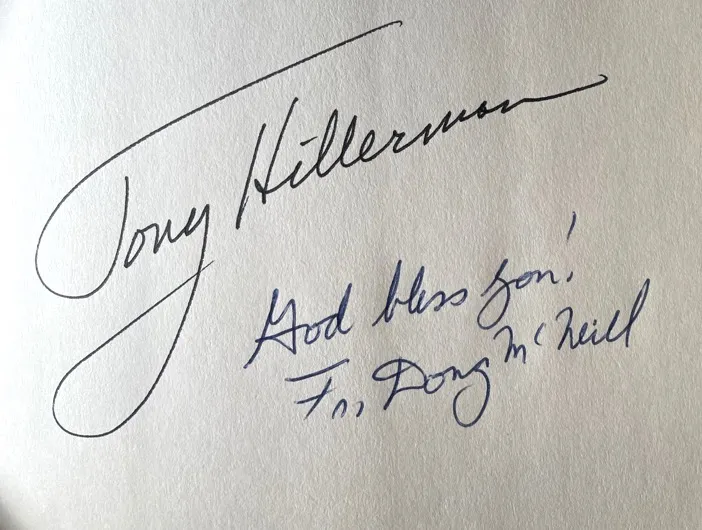 Tony Hillerman
God bless you!
Fr. Doug McNeill